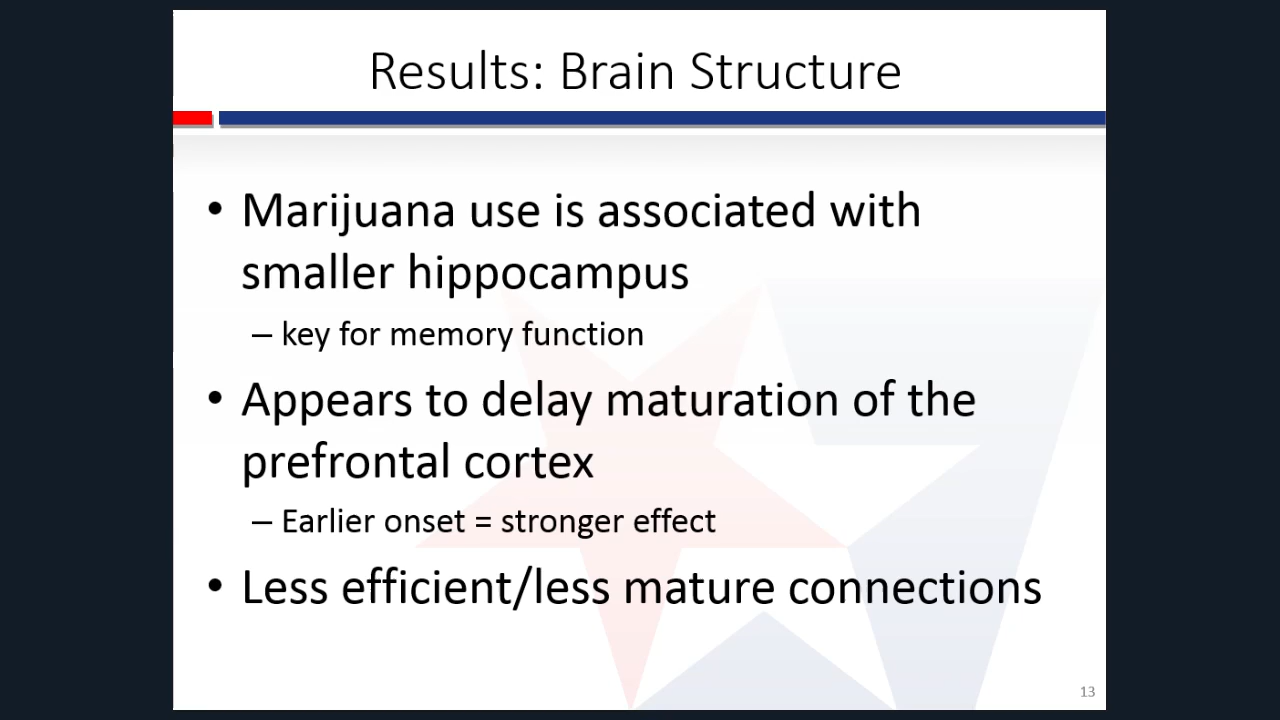 Results: Brain Structure
• Marijuana use is associated with
smaller hippocampus
– key for memory function
• Appears to delay maturation of the
prefrontal cortex
– Earlier onset = stronger effect
• Less efficient/less mature connections
13